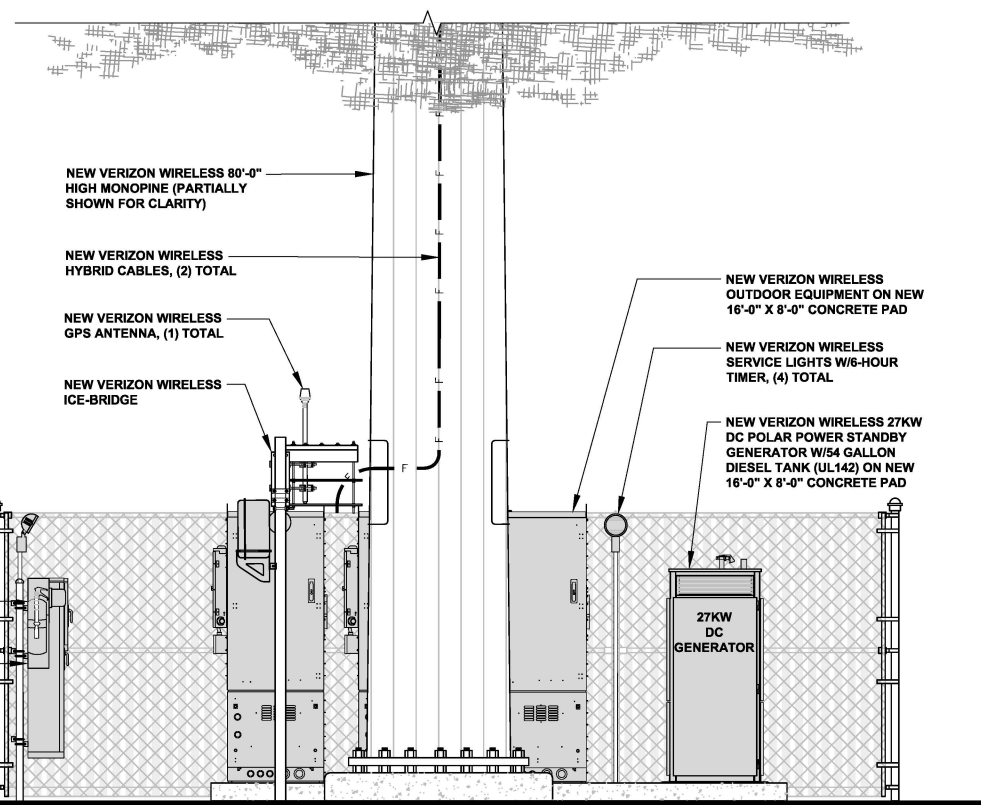 NEW VERIZON WIRELESS 80'-0"
HIGH MONOPINE (PARTIALLY
SHOWN FOR CLARITY)
NEW VERIZON WIRELESS
HYBRID CABLES, (2) TOTAL
NEW VERIZON WIRELESS
GPS ANTENNA, (1) TOTAL
NEW VERIZON WIRELESS
ICE-BRIDGE
F
F
F
F
F
F
F
F
NEW VERIZON WIRELESS
OUTDOOR EQUIPMENT ON NEW
16'-0" X 8'-0" CONCRETE PAD
NEW VERIZON WIRELESS
SERVICE LIGHTS W/6-HOUR
TIMER, (4) TOTAL
NEW VERIZON WIRELESS 27KW
DC POLAR POWER STANDBY
GENERATOR W/54 GALLON
DIESEL TANK (UL142) ON NEW
16'-0" X 8'-0" CONCRETE PAD
27KW
DC
GENERATOR